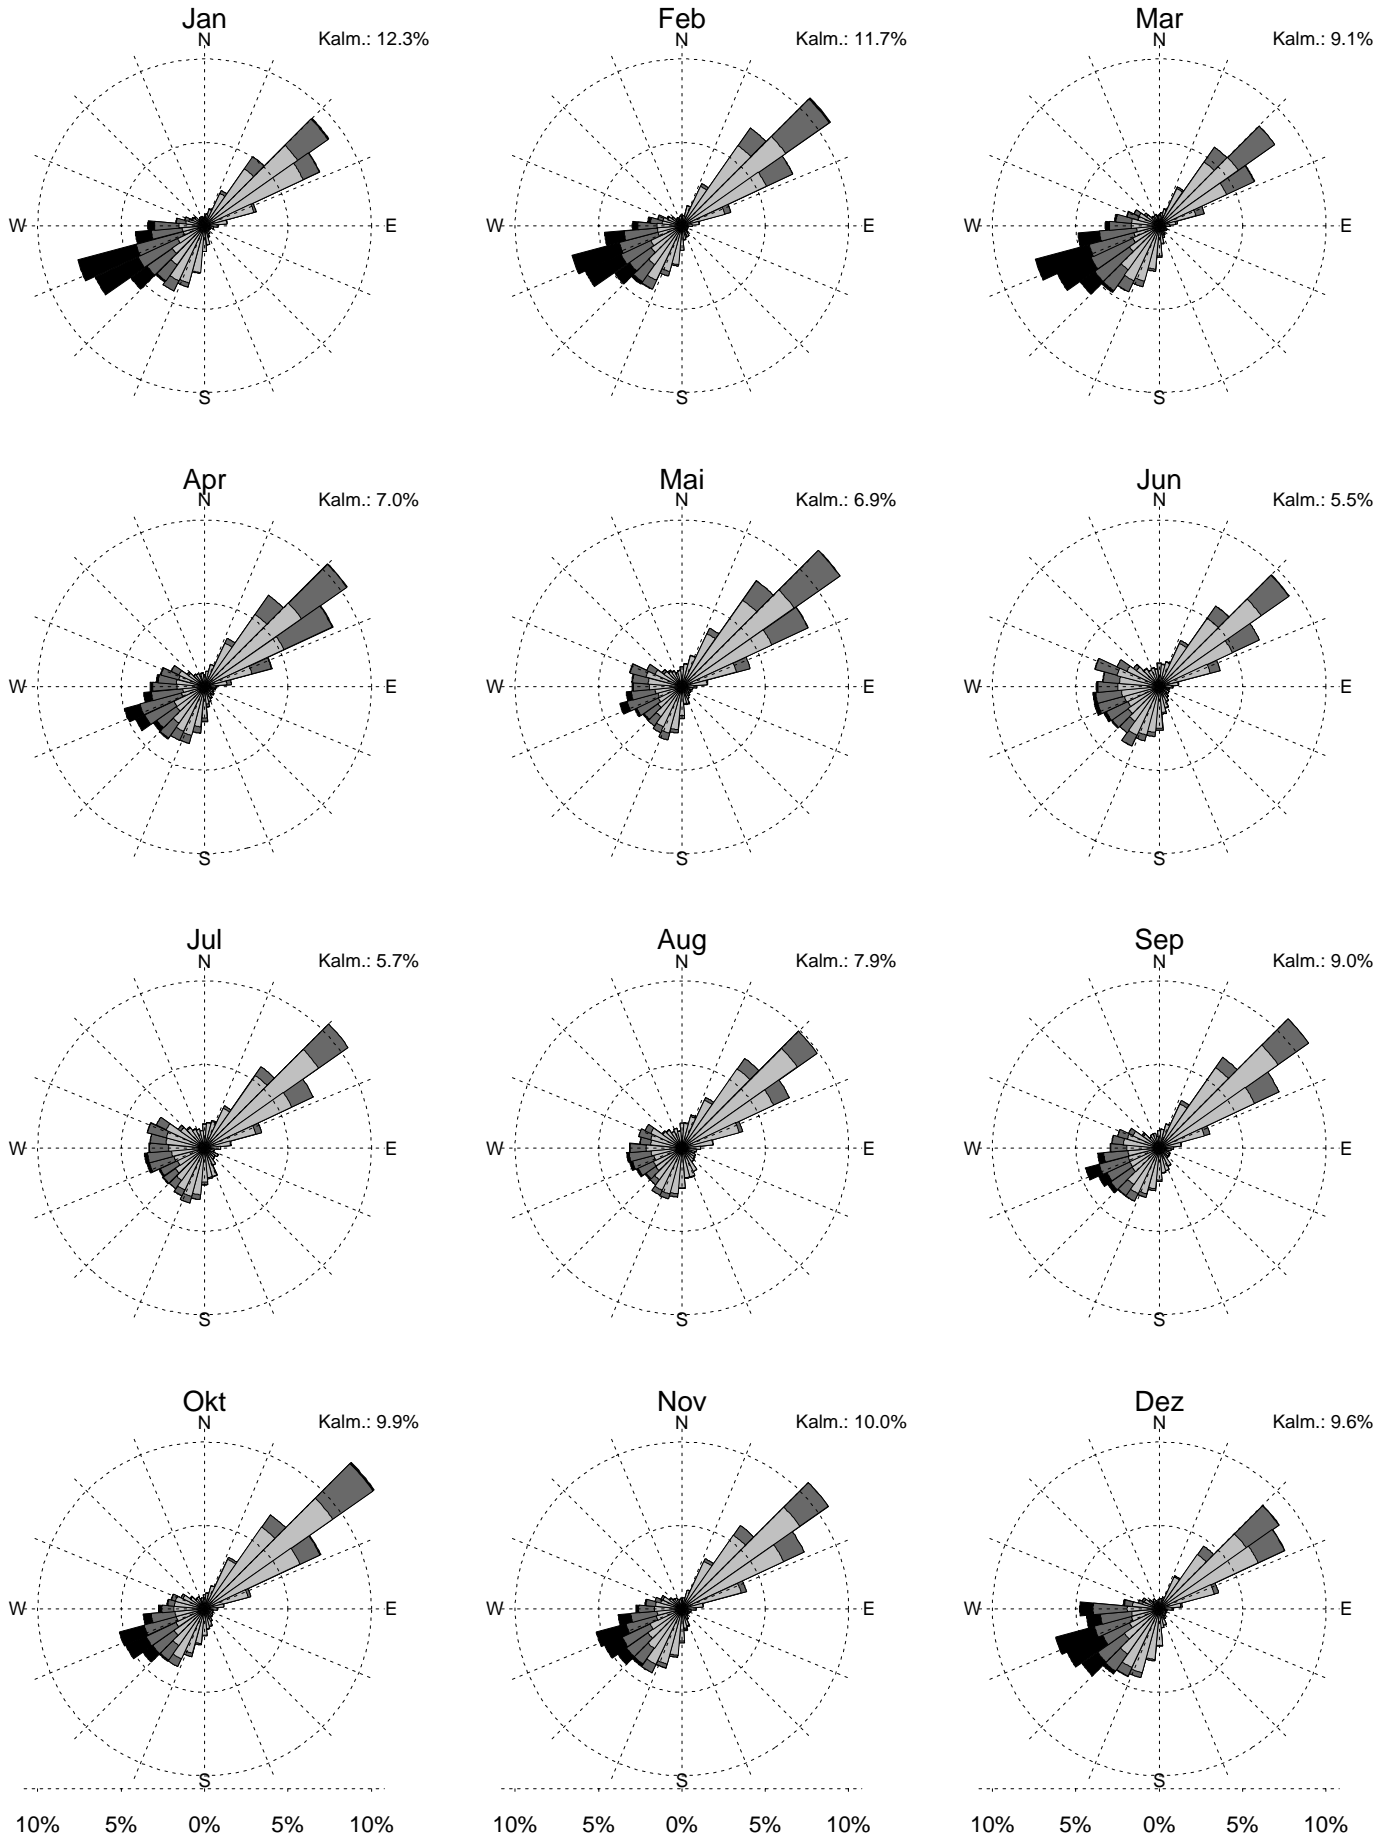 Jan Feb Mar
N Kalm.: 12.3% N Kalm.: 11.7% N Kalm.: 9.1%
W E W E W E
S S S
Apr Mai Jun
N Kalm.: 7.0% N Kalm.: 6.9% N Kalm.: 5.5%
W E W E W E
S S S
Jul Aug Sep
N Kalm.: 5.7% N Kalm.: 7.9% N Kalm.: 9.0%
W E W E W E
S S S
Okt Nov Dez
N Kalm.: 9.9% N Kalm.: 10.0% N Kalm.: 9.6%
W E W E W E
S S S
10% 5% 0% 5% 10% 10% 5% 0% 5% 10% 10% 5% 0% 5% 10%